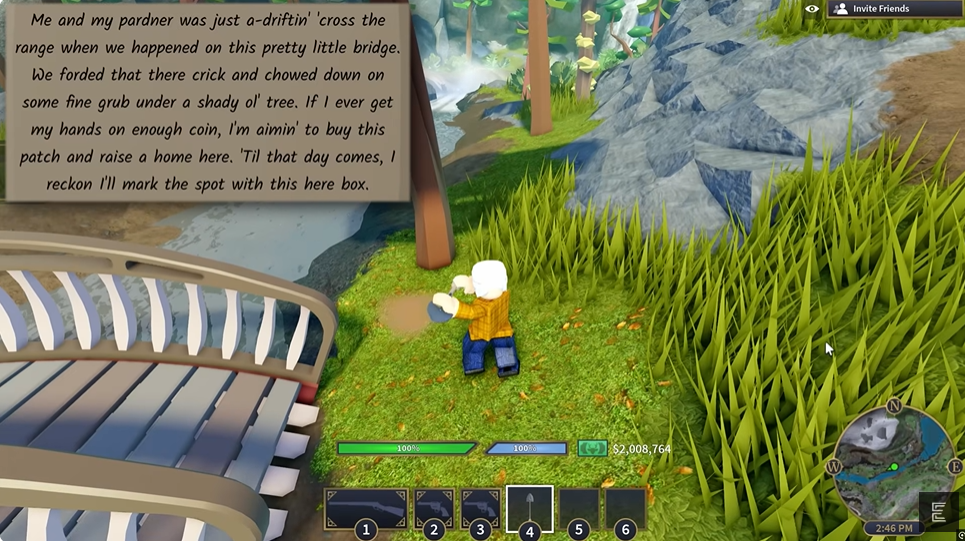 Me and my pardner was just a-driftin' 'cross the
range when we happened on this pretty little bridge.
We forded that there crick and chowed down on
some fine grub under a shady ol' tree. If I ever get
my hands on enough coin, I'm aimin' to buy this
patch and raise a home here. 'Til that day comes, I
reckon I'll mark the spot with this here box.
Invite Friends
100%
100%
$2,008,764
1
2
3
4
5
6
N
W
E
2:46 PM
E